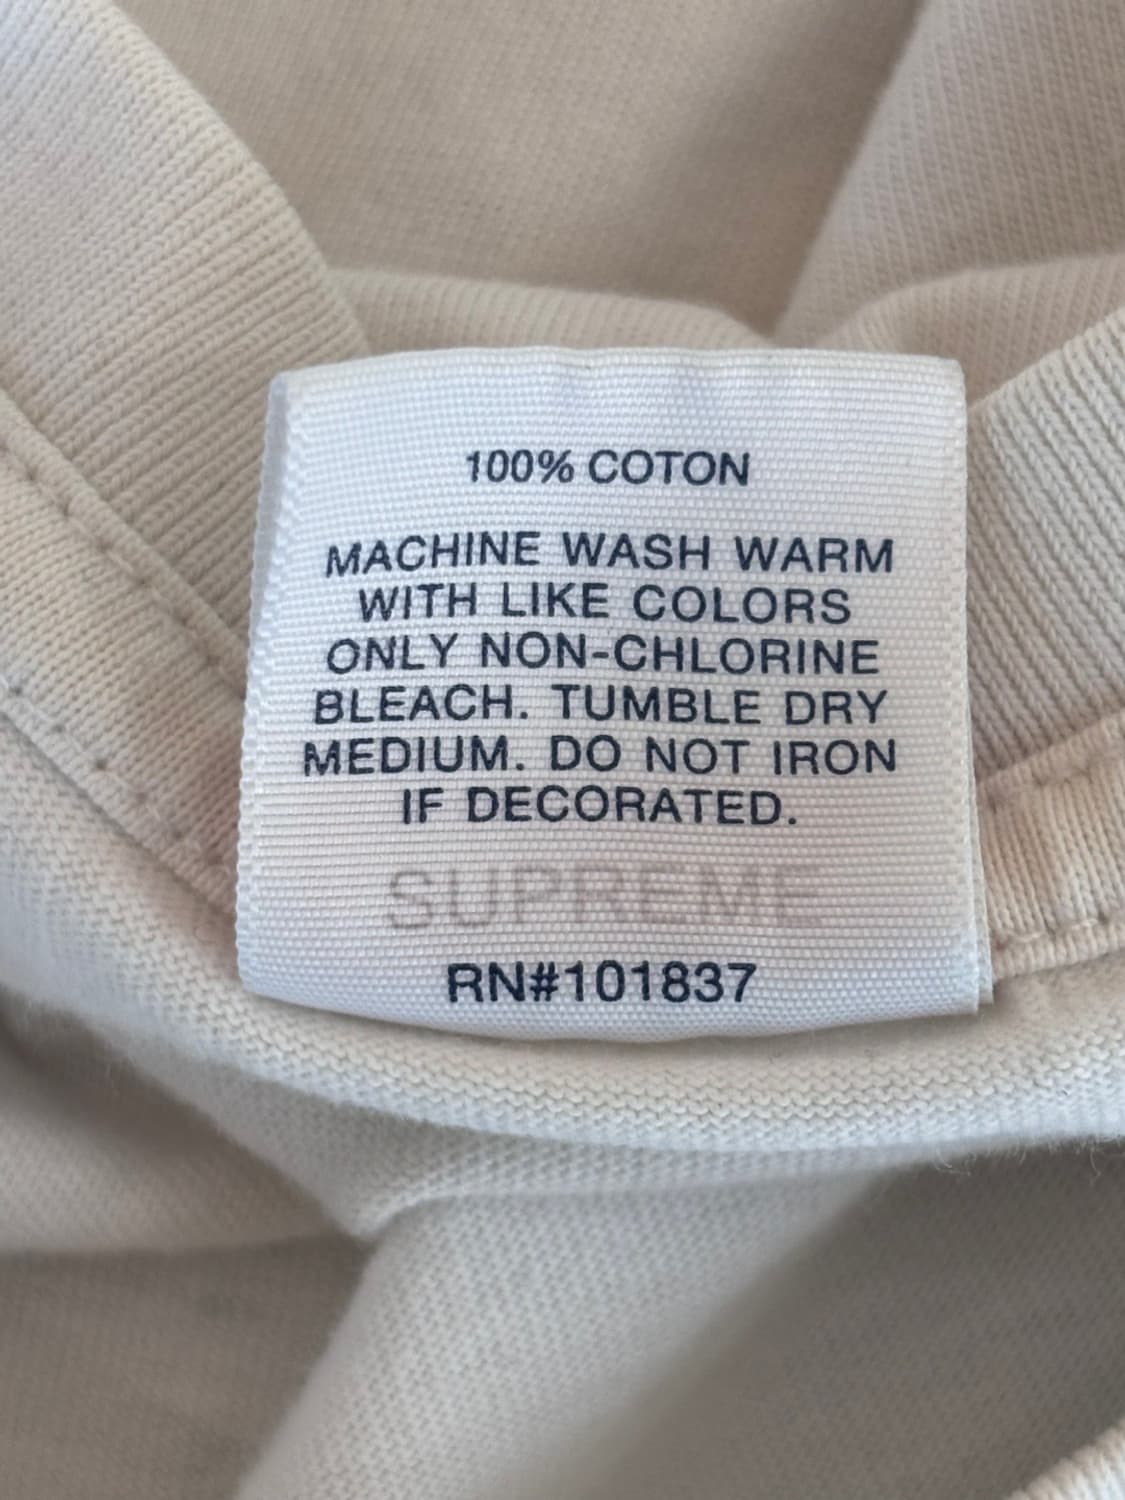 100% COTON
MACHINE WASH WARM
WITH LIKE COLORS
ONLY NON-CHLORINE
BLEACH. TUMBLE DRY
MEDIUM. DO NOT IRON
IF DECORATED.
SUPREME
RN#101837